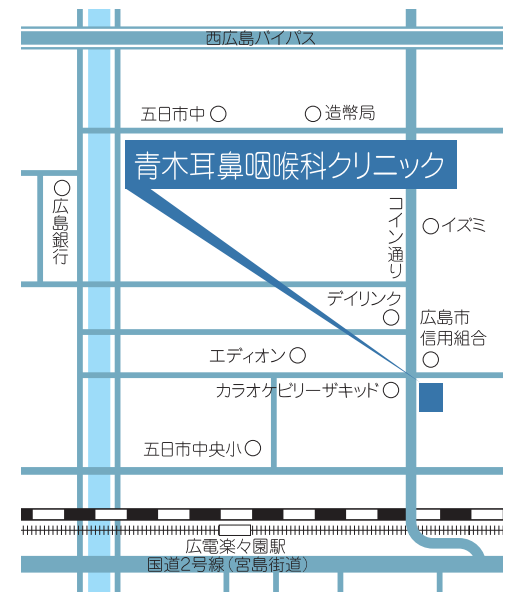 西広島バイパス
五日市中
造幣局
青木耳鼻咽喉科クリニック
広島銀行
コイン通り
イズミ
デイリンク
広島市
信用組合
エディオン
カラオケビリーザキッド
五日市中央小
広電楽々園駅
国道2号線(宮島街道)